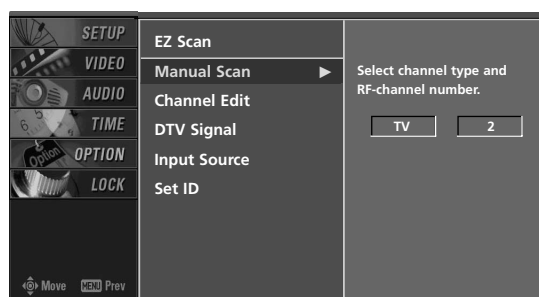 SETUP
VIDEO
AUDIO
TIME
OPTION
LOCK
Move MENU Prev
EZ Scan
Manual Scan
Channel Edit
DTV Signal
Input Source
Set ID
Select channel type and
RF-channel number.
TV 2